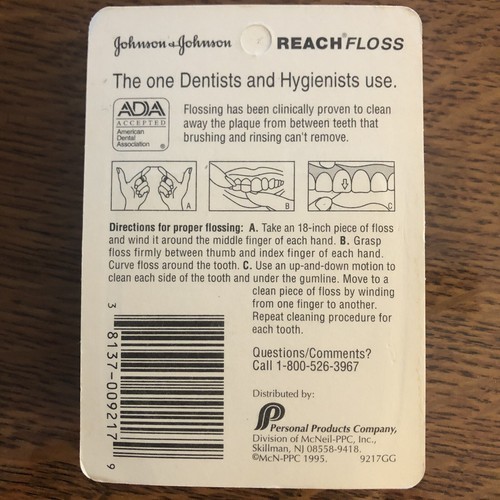 Johnson & Johnson REACH® FLOSS
The one Dentists and Hygienists use.
ADA
ACCEPTED
American
Dental
Association ®
Flossing has been clinically proven to clean
away the plaque from between teeth that
brushing and rinsing can't remove.
A B C
Directions for proper flossing: A. Take an 18-inch piece of floss
and wind it around the middle finger of each hand. B. Grasp
floss firmly between thumb and index finger of each hand.
Curve floss around the tooth. C. Use an up-and-down motion to
clean each side of the tooth and under the gumline. Move to a
clean piece of floss by winding
from one finger to another.
Repeat cleaning procedure for
each tooth.
3 8137-009217 9
Questions/Comments?
Call 1-800-526-3967
Distributed by:
Personal Products Company,
Division of McNeil-PPC, Inc.,
Skillman, NJ 08558-9418.
©McN-PPC 1995. 9217GG